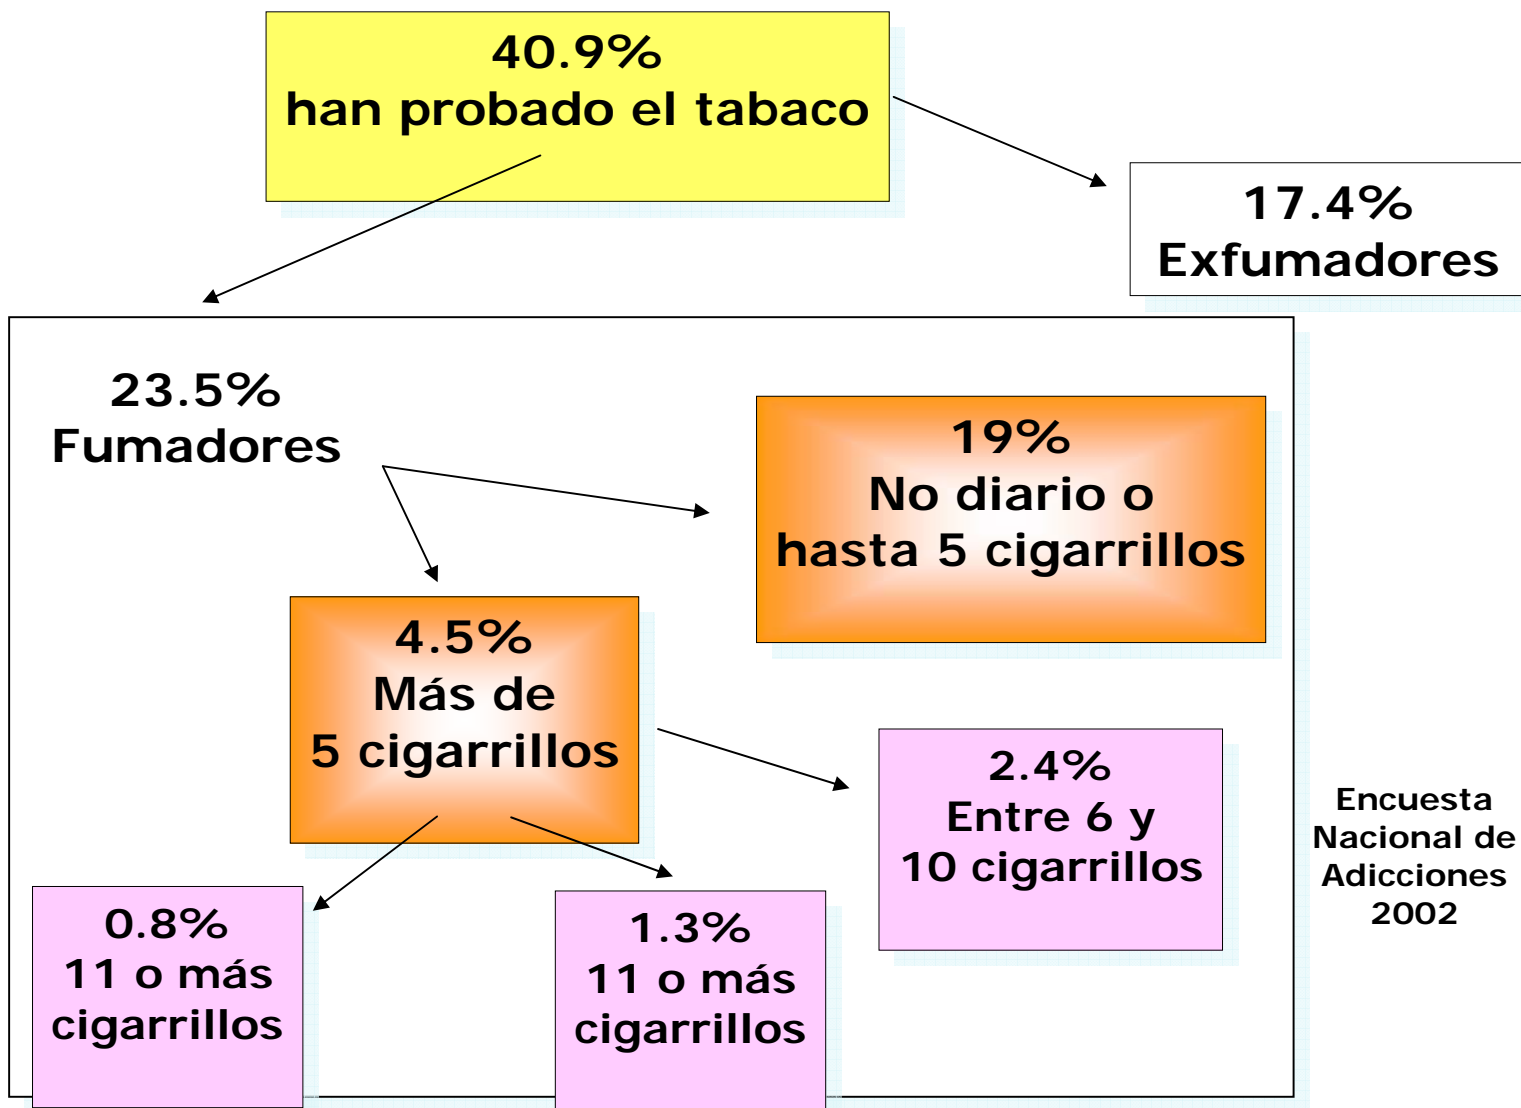 40.9%
han probado el tabaco
17.4%
Exfumadores
23.5%
Fumadores
19%
No diario o
hasta 5 cigarrillos
4.5%
Más de
5 cigarrillos
2.4%
Entre 6 y
10 cigarrillos
0.8%
11 o más
cigarrillos
1.3%
11 o más
cigarrillos
Encuesta
Nacional de
Adicciones
2002